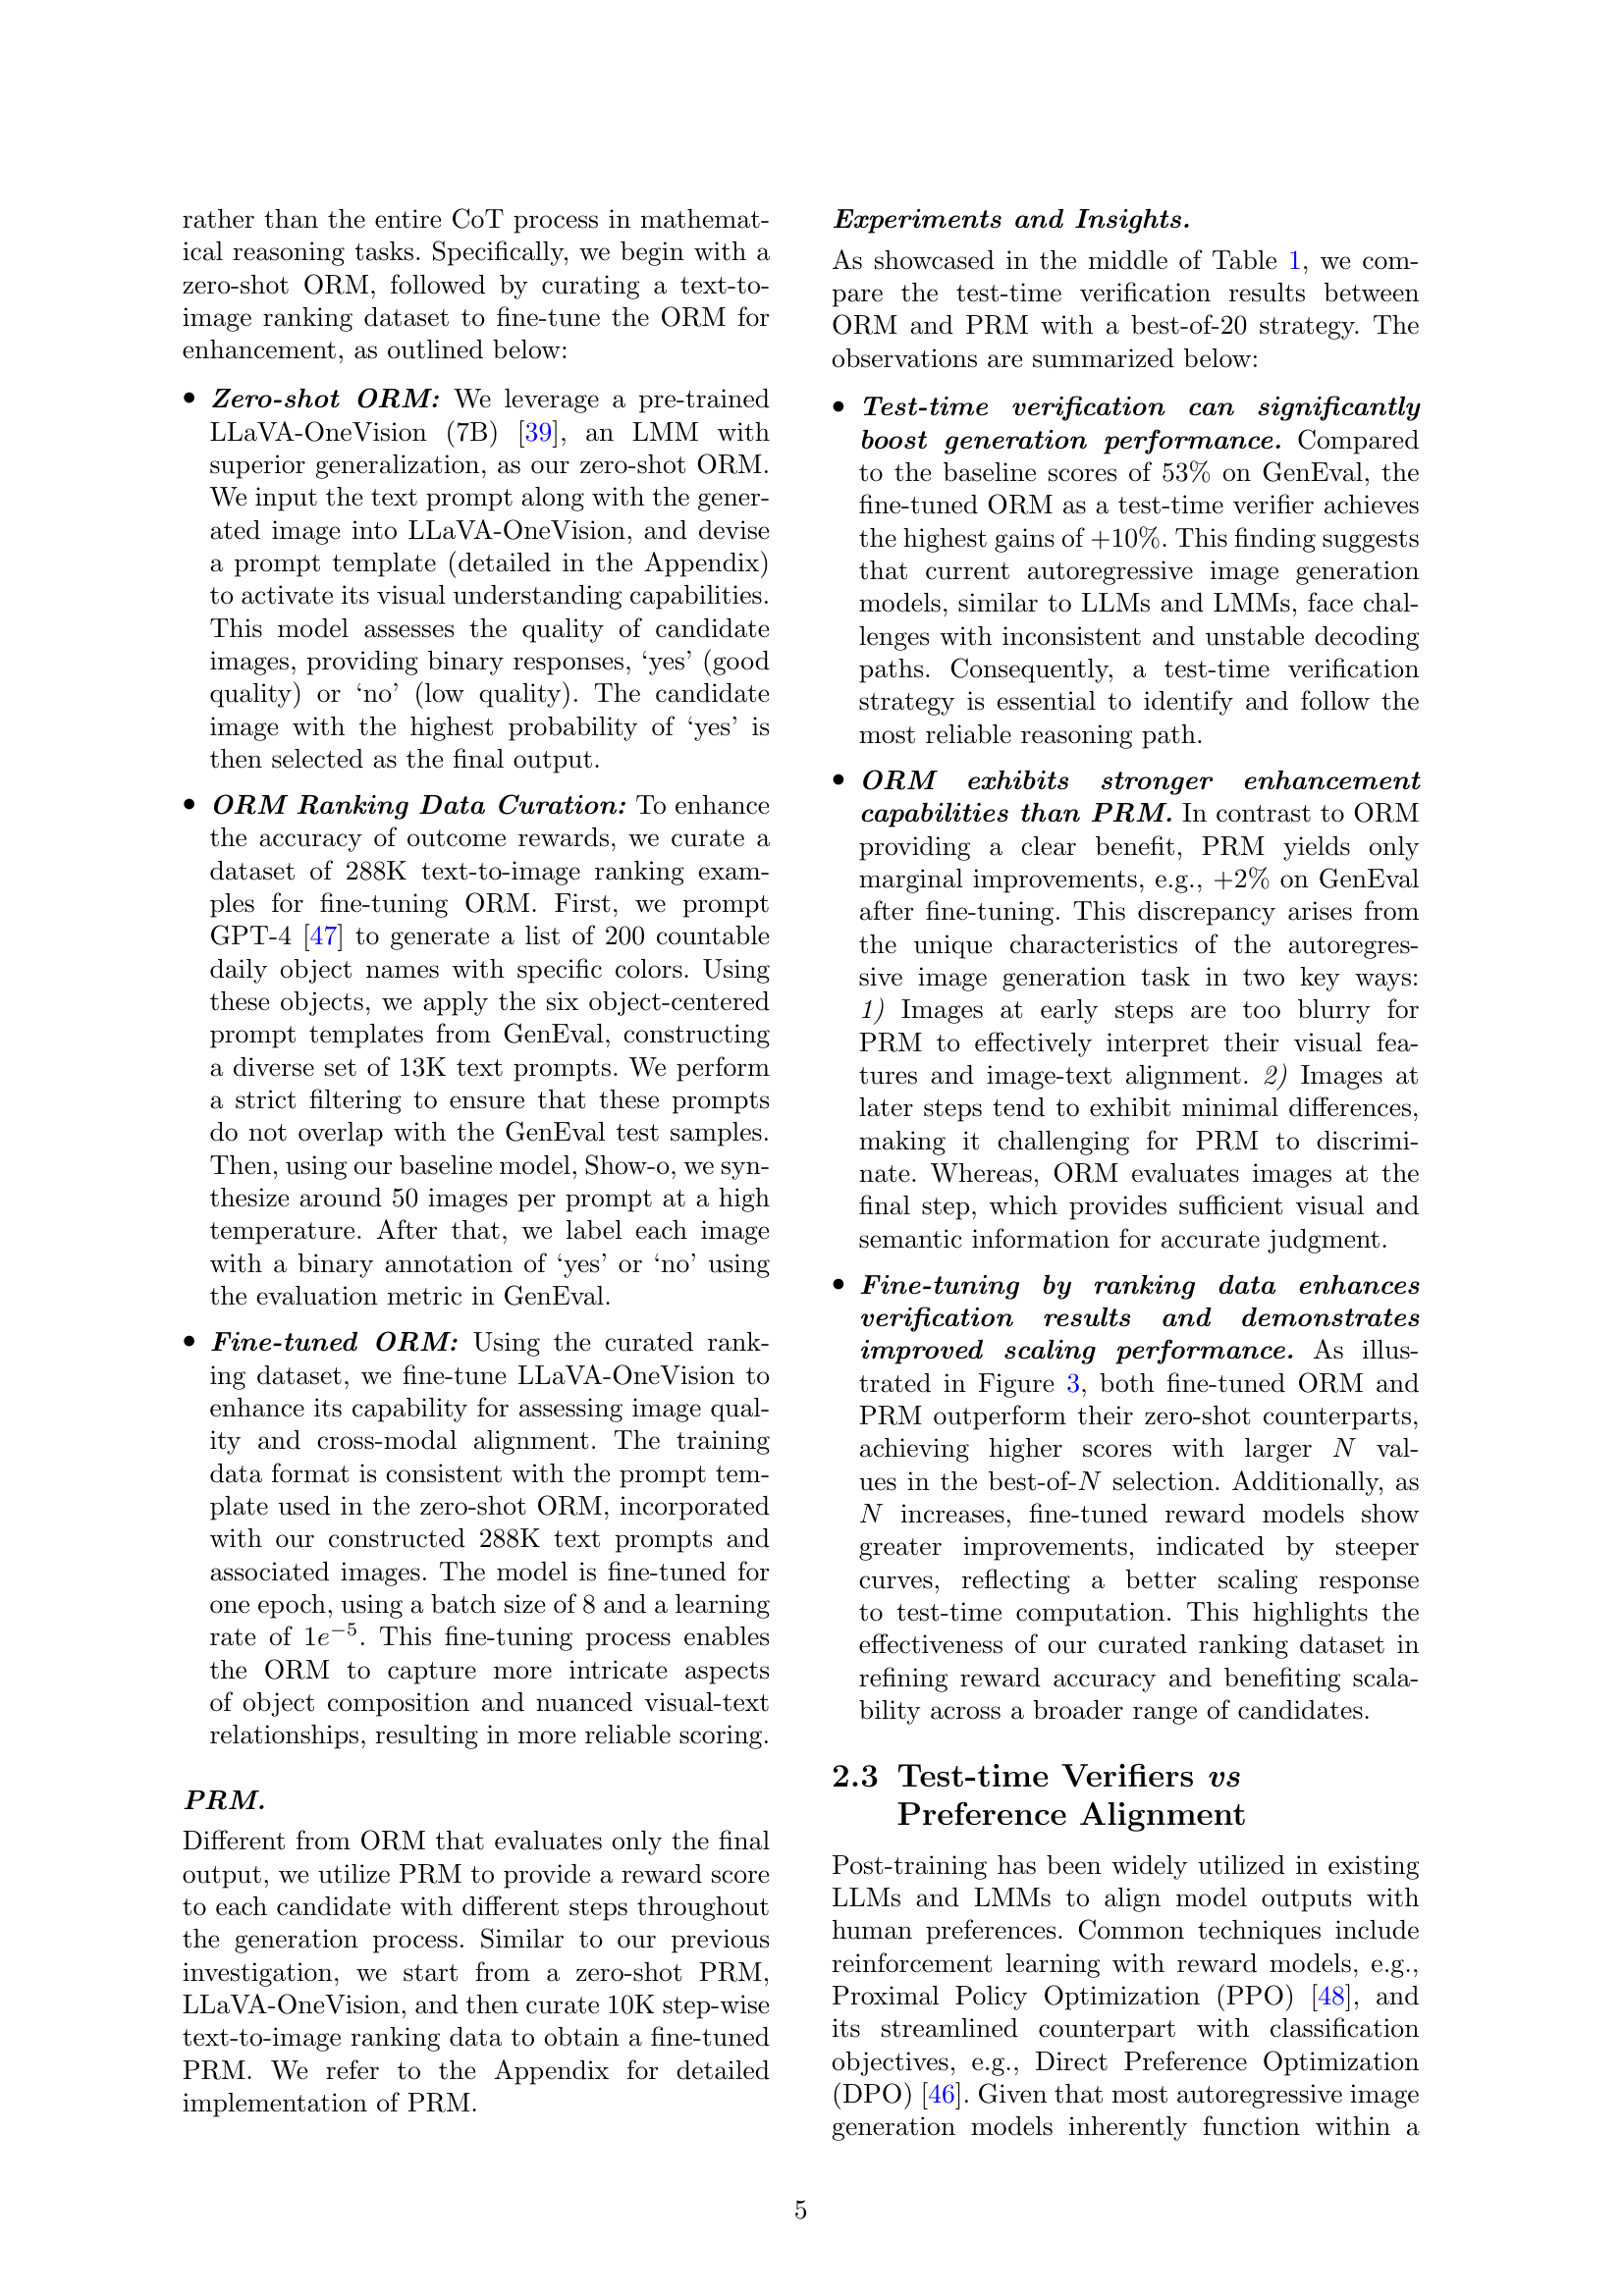 rather than the entire CoT process in mathemat-
ical reasoning tasks. Specifically, we begin with a
zero-shot ORM, followed by curating a text-to-
image ranking dataset to fine-tune the ORM for
enhancement, as outlined below:
• Zero-shot ORM: We leverage a pre-trained
LLaVA-OneVision (7B) [39], an LMM with
superior generalization, as our zero-shot ORM.
We input the text prompt along with the gener-
ated image into LLaVA-OneVision, and devise
a prompt template (detailed in the Appendix)
to activate its visual understanding capabilities.
This model assesses the quality of candidate
images, providing binary responses, ‘yes’ (good
quality) or ‘no’ (low quality). The candidate
image with the highest probability of ‘yes’ is
then selected as the final output.
• ORM Ranking Data Curation: To enhance
the accuracy of outcome rewards, we curate a
dataset of 288K text-to-image ranking exam-
ples for fine-tuning ORM. First, we prompt
GPT-4 [47] to generate a list of 200 countable
daily object names with specific colors. Using
these objects, we apply the six object-centered
prompt templates from GenEval, constructing
a diverse set of 13K text prompts. We perform
a strict filtering to ensure that these prompts
do not overlap with the GenEval test samples.
Then, using our baseline model, Show-o, we syn-
thesize around 50 images per prompt at a high
temperature. After that, we label each image
with a binary annotation of ‘yes’ or ‘no’ using
the evaluation metric in GenEval.
• Fine-tuned ORM: Using the curated rank-
ing dataset, we fine-tune LLaVA-OneVision to
enhance its capability for assessing image qual-
ity and cross-modal alignment. The training
data format is consistent with the prompt tem-
plate used in the zero-shot ORM, incorporated
with our constructed 288K text prompts and
associated images. The model is fine-tuned for
one epoch, using a batch size of 8 and a learning
rate of 1e⁻⁵. This fine-tuning process enables
the ORM to capture more intricate aspects
of object composition and nuanced visual-text
relationships, resulting in more reliable scoring.
PRM.
Different from ORM that evaluates only the final
output, we utilize PRM to provide a reward score
to each candidate with different steps throughout
the generation process. Similar to our previous
investigation, we start from a zero-shot PRM,
LLaVA-OneVision, and then curate 10K step-wise
text-to-image ranking data to obtain a fine-tuned
PRM. We refer to the Appendix for detailed
implementation of PRM.
Experiments and Insights.
As showcased in the middle of Table 1, we com-
pare the test-time verification results between
ORM and PRM with a best-of-20 strategy. The
observations are summarized below:
• Test-time verification can significantly
boost generation performance. Compared
to the baseline scores of 53% on GenEval, the
fine-tuned ORM as a test-time verifier achieves
the highest gains of +10%. This finding suggests
that current autoregressive image generation
models, similar to LLMs and LMMs, face chal-
lenges with inconsistent and unstable decoding
paths. Consequently, a test-time verification
strategy is essential to identify and follow the
most reliable reasoning path.
• ORM exhibits stronger enhancement
capabilities than PRM. In contrast to ORM
providing a clear benefit, PRM yields only
marginal improvements, e.g., +2% on GenEval
after fine-tuning. This discrepancy arises from
the unique characteristics of the autoregres-
sive image generation task in two key ways:
1) Images at early steps are too blurry for
PRM to effectively interpret their visual fea-
tures and image-text alignment. 2) Images at
later steps tend to exhibit minimal differences,
making it challenging for PRM to discrimi-
nate. Whereas, ORM evaluates images at the
final step, which provides sufficient visual and
semantic information for accurate judgment.
• Fine-tuning by ranking data enhances
verification results and demonstrates
improved scaling performance. As illus-
trated in Figure 3, both fine-tuned ORM and
PRM outperform their zero-shot counterparts,
achieving higher scores with larger N val-
ues in the best-of-N selection. Additionally, as
N increases, fine-tuned reward models show
greater improvements, indicated by steeper
curves, reflecting a better scaling response
to test-time computation. This highlights the
effectiveness of our curated ranking dataset in
refining reward accuracy and benefiting scala-
bility across a broader range of candidates.
2.3 Test-time Verifiers vs
Preference Alignment
Post-training has been widely utilized in existing
LLMs and LMMs to align model outputs with
human preferences. Common techniques include
reinforcement learning with reward models, e.g.,
Proximal Policy Optimization (PPO) [48], and
its streamlined counterpart with classification
objectives, e.g., Direct Preference Optimization
(DPO) [46]. Given that most autoregressive image
generation models inherently function within a
5